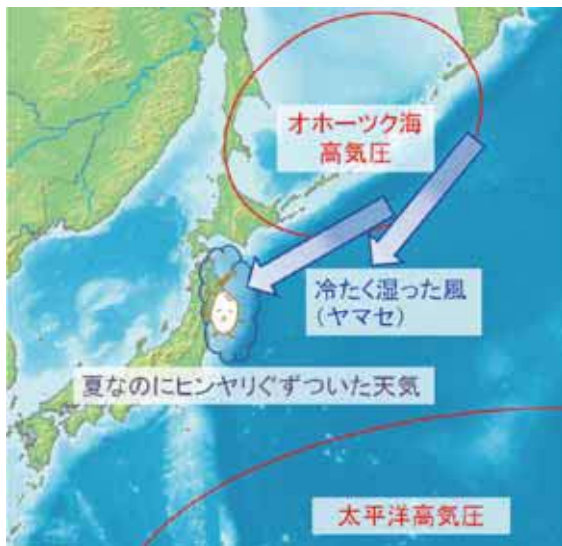 オホーツク海
高気圧
冷たく湿った風
（ヤマセ）
夏なのにヒンヤリぐずついた天気
太平洋高気圧